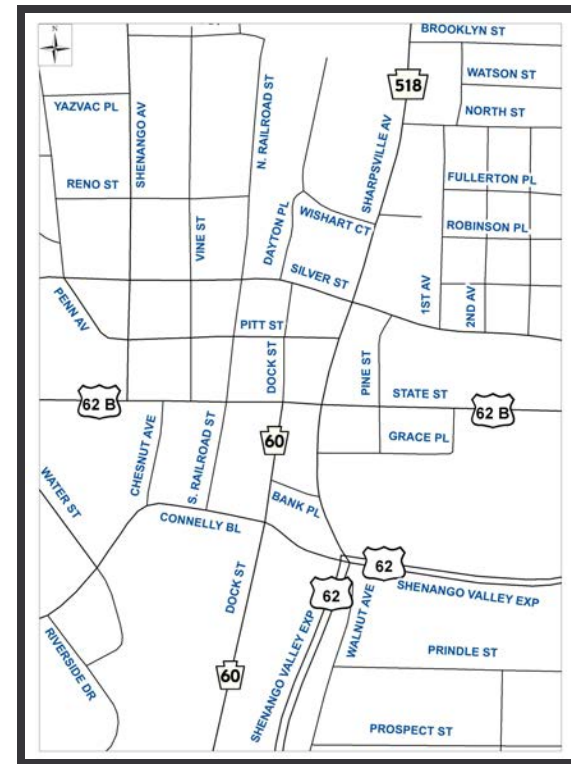 N
BROOKLYN ST
518
WATSON ST
YAZVAC PL
SHENANGO AV
N. RAILROAD ST
SHARPSVILLE AV
NORTH ST
RENO ST
FULLERTON PL
VINE ST
DAYTON PL
WISHART CT
ROBINSON PL
SILVER ST
1ST AV
2ND AV
PENN AV
PITT ST
DOCK ST
PINE ST
STATE ST
62 B
62 B
CHESNUT AVE
S. RAILROAD ST
60
GRACE PL
WATER ST
BANK PL
CONNELLY BL
DOCK ST
62
62
SHENANGO VALLEY EXP
WALNUT AVE
SHENANGO VALLEY EXP
RIVERSIDE DR
60
PRINDLE ST
PROSPECT ST